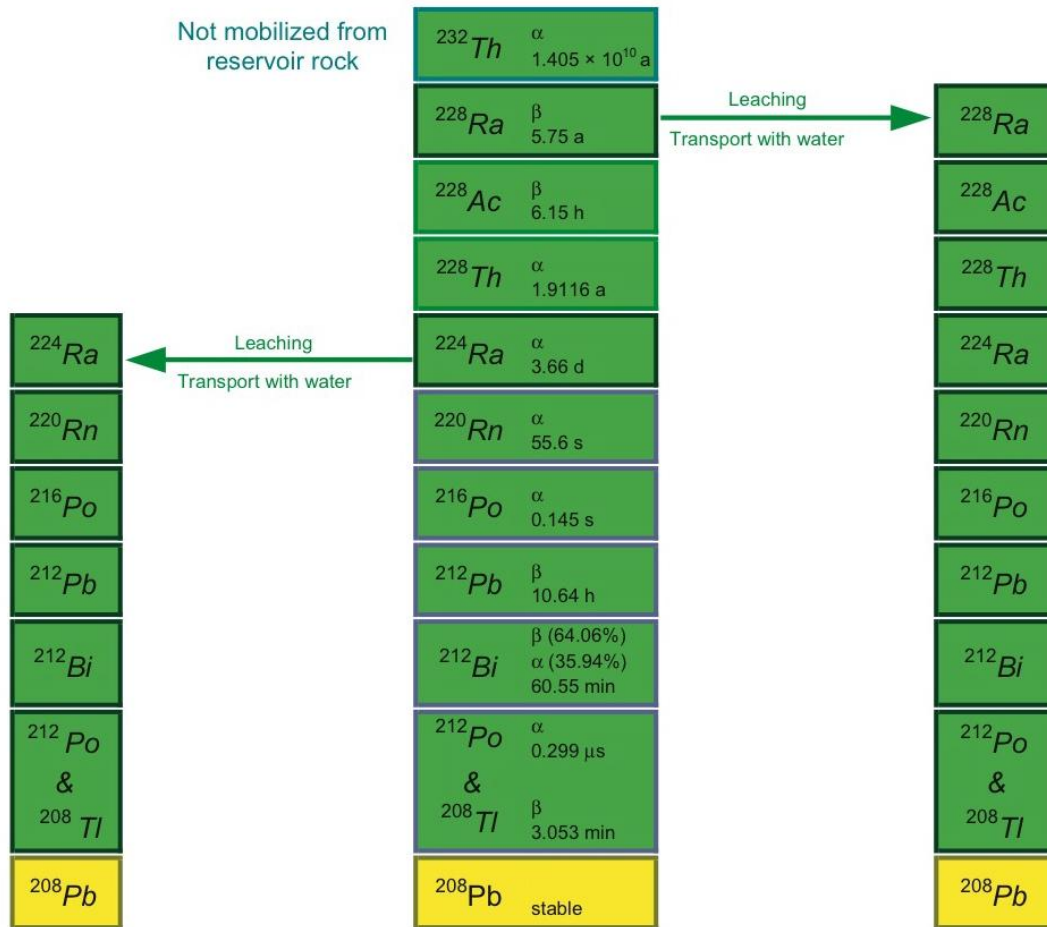 Not mobilized from
reservoir rock
²³²Th α
1.405 × 10¹⁰ a
²²⁸Ra β
5.75 a
Leaching
Transport with water
²²⁸Ra
²²⁸Ac β
6.15 h
²²⁸Ac
²²⁸Th α
1.9116 a
²²⁸Th
²²⁴Ra
Leaching
Transport with water
²²⁴Ra α
3.66 d
²²⁴Ra
²²⁰Rn
²²⁰Rn α
55.6 s
²²⁰Rn
²¹⁶Po
²¹⁶Po α
0.145 s
²¹⁶Po
²¹²Pb
²¹²Pb β
10.64 h
²¹²Pb
²¹²Bi
²¹²Bi β (64.06%)
α (35.94%)
60.55 min
²¹²Bi
²¹²Po
&
²⁰⁸Tl
²¹²Po α
0.299 μs
&
²⁰⁸Tl β
3.053 min
²¹²Po
&
²⁰⁸Tl
²⁰⁸Pb
²⁰⁸Pb stable
²⁰⁸Pb